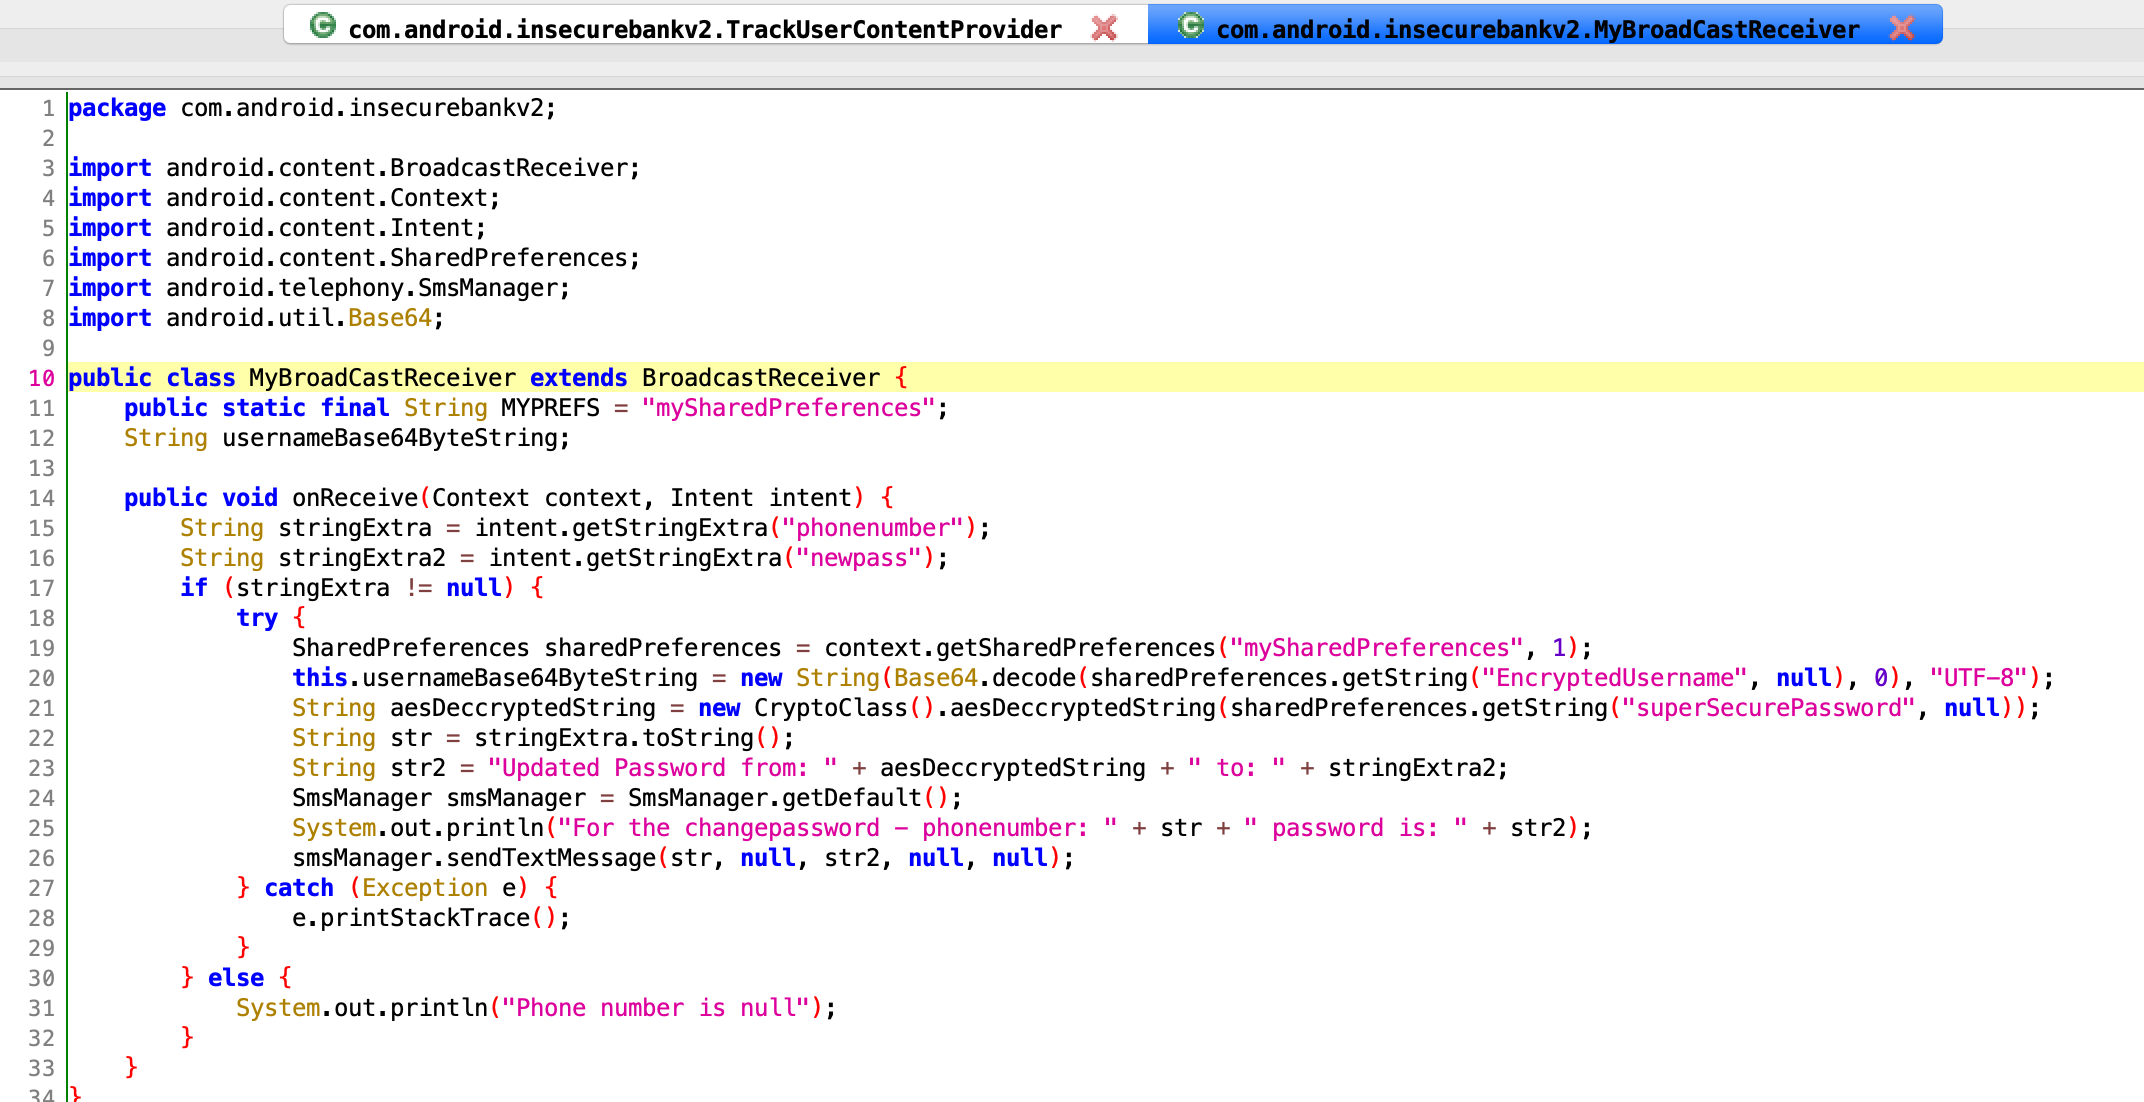 com.android.insecurebankv2.TrackUserContentProvider com.android.insecurebankv2.MyBroadCastReceiver
1 package com.android.insecurebankv2;
2
3 import android.content.BroadcastReceiver;
4 import android.content.Context;
5 import android.content.Intent;
6 import android.content.SharedPreferences;
7 import android.telephony.SmsManager;
8 import android.util.Base64;
9
10 public class MyBroadCastReceiver extends BroadcastReceiver {
11     public static final String MYPREFS = "mySharedPreferences";
12     String usernameBase64ByteString;
13
14     public void onReceive(Context context, Intent intent) {
15         String stringExtra = intent.getStringExtra("phonenumber");
16         String stringExtra2 = intent.getStringExtra("newpass");
17         if (stringExtra != null) {
18             try {
19                 SharedPreferences sharedPreferences = context.getSharedPreferences("mySharedPreferences", 1);
20                 this.usernameBase64ByteString = new String(Base64.decode(sharedPreferences.getString("EncryptedUsername", null), 0), "UTF-8");
21                 String aesDeccryptedString = new CryptoClass().aesDeccryptedString(sharedPreferences.getString("superSecurePassword", null));
22                 String str = stringExtra.toString();
23                 String str2 = "Updated Password from: " + aesDeccryptedString + " to: " + stringExtra2;
24                 SmsManager smsManager = SmsManager.getDefault();
25                 System.out.println("For the changepassword - phonenumber: " + str + " password is: " + str2);
26                 smsManager.sendTextMessage(str, null, str2, null, null);
27             } catch (Exception e) {
28                 e.printStackTrace();
29             }
30         } else {
31             System.out.println("Phone number is null");
32         }
33     }
34 }